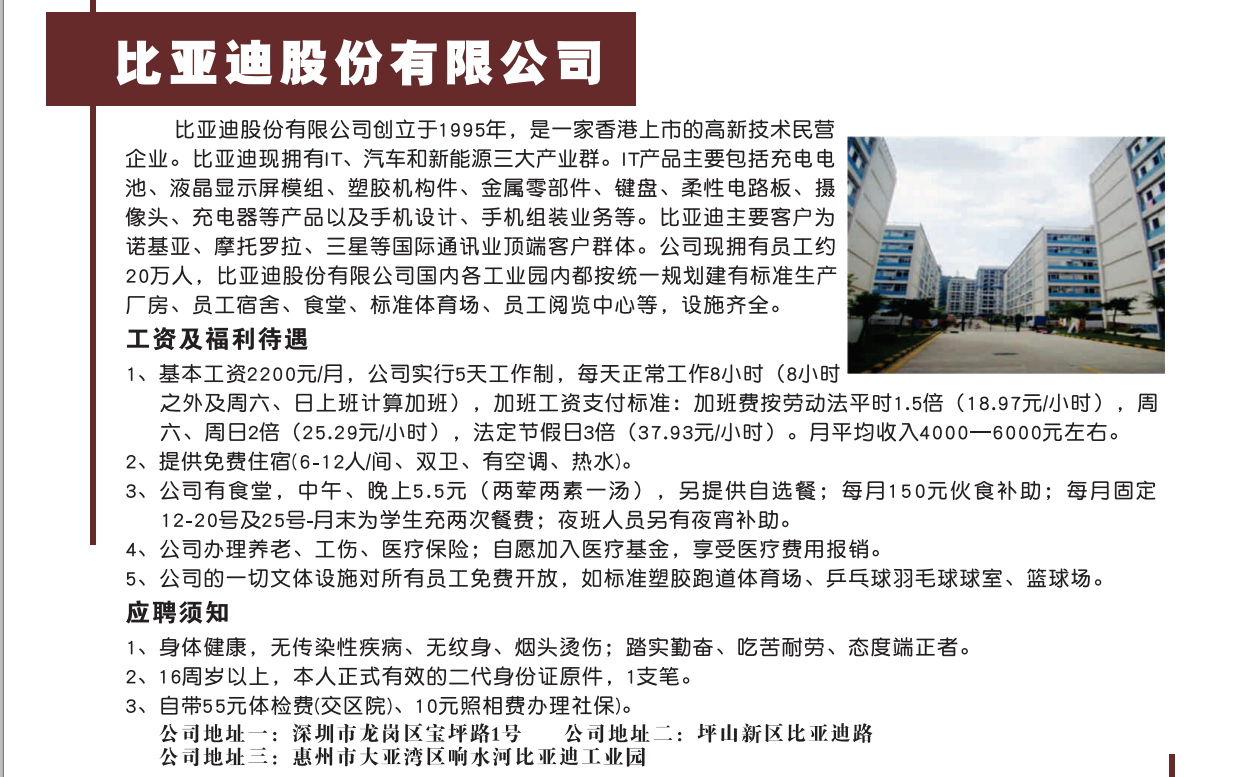 比亚迪股份有限公司
比亚迪股份有限公司创立于1995年，是一家香港上市的高新技术民营
企业。比亚迪现拥有IT、汽车和新能源三大产业群。IT产品主要包括充电电
池、液晶显示屏模组、塑胶机构件、金属零部件、键盘、柔性电路板、摄
像头、充电器等产品以及手机设计、手机组装业务等。比亚迪主要客户为
诺基亚、摩托罗拉、三星等国际通讯业顶端客户群体。公司现拥有员工约
20万人，比亚迪股份有限公司国内各工业园内都按统一规划建有标准生产
厂房、员工宿舍、食堂、标准体育场、员工阅览中心等，设施齐全。
工资及福利待遇
1、基本工资2200元/月，公司实行5天工作制，每天正常工作8小时（8小时
之外及周六、日上班计算加班），加班工资支付标准：加班费按劳动法平时1.5倍（18.97元/小时），周
六、周日2倍（25.29元/小时），法定节假日3倍（37.93元/小时）。月平均收入4000—6000元左右。
2、提供免费住宿(6-12人/间、双卫、有空调、热水)。
3、公司有食堂，中午、晚上5.5元（两荤两素一汤），另提供自选餐；每月150元伙食补助；每月固定
12-20号及25号-月末为学生充两次餐费；夜班人员另有夜宵补助。
4、公司办理养老、工伤、医疗保险；自愿加入医疗基金，享受医疗费用报销。
5、公司的一切文体设施对所有员工免费开放，如标准塑胶跑道体育场、乒乓球羽毛球球室、篮球场。
应聘须知
1、身体健康，无传染性疾病、无纹身、烟头烫伤；踏实勤奋、吃苦耐劳、态度端正者。
2、16周岁以上，本人正式有效的二代身份证原件，1支笔。
3、自带55元体检费(交区院)、10元照相费办理社保)。
公司地址一：深圳市龙岗区宝坪路1号 公司地址二：坪山新区比亚迪路
公司地址三：惠州市大亚湾区响水河比亚迪工业园